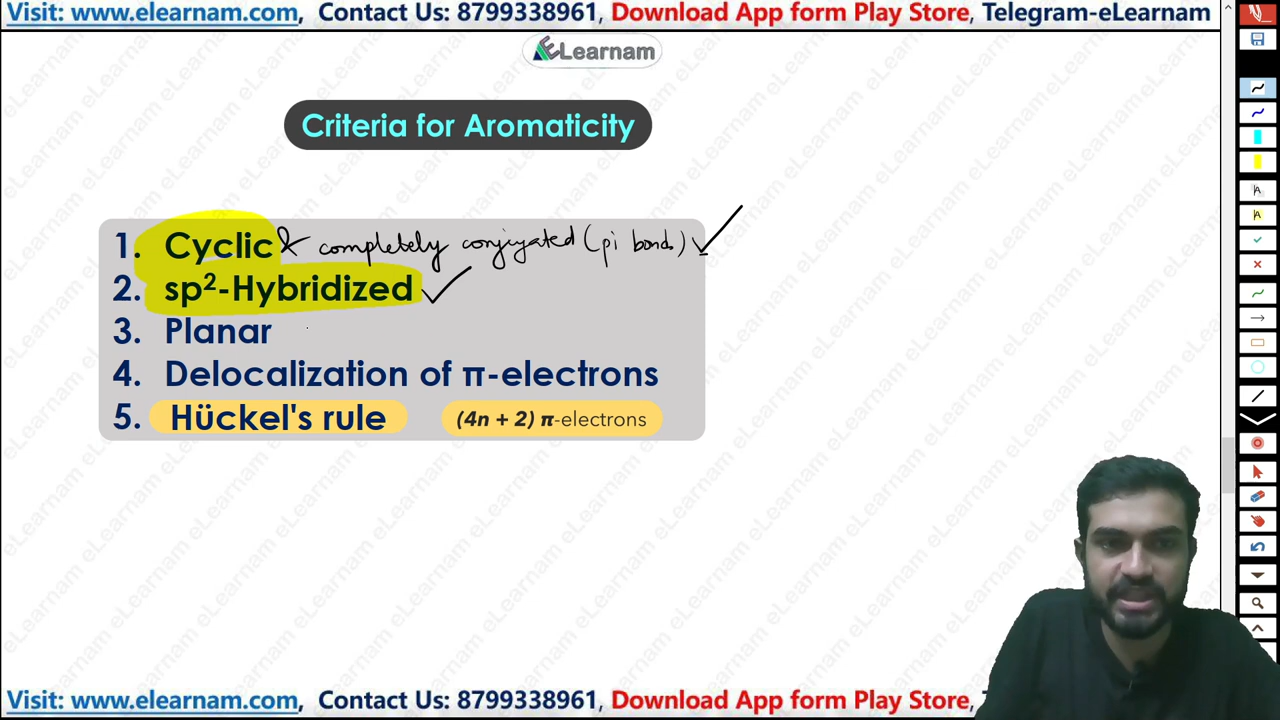 Visit: www.elearnam.com, Contact Us: 8799338961, Download App form Play Store, Telegram-eLearnam
ELearnam
Criteria for Aromaticity
1. Cyclic & completely conjugated (pi bonds)
2. sp²-Hybridized
3. Planar
4. Delocalization of π-electrons
5. Hückel's rule (4n + 2) π-electrons
Visit: www.elearnam.com, Contact Us: 8799338961, Download App form Play Store,